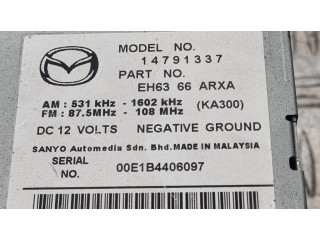 MODEL NO.
14791337
PART NO.
EH63 66 ARXA
AM : 531 kHz - 1602 kHz
FM : 87.5MHz - 108 MHz
(KA300)
DC 12 VOLTS NEGATIVE GROUND
SANYO Automedia Sdn. Bhd. MADE IN MALAYSIA
SERIAL NO.
00E1B4406097